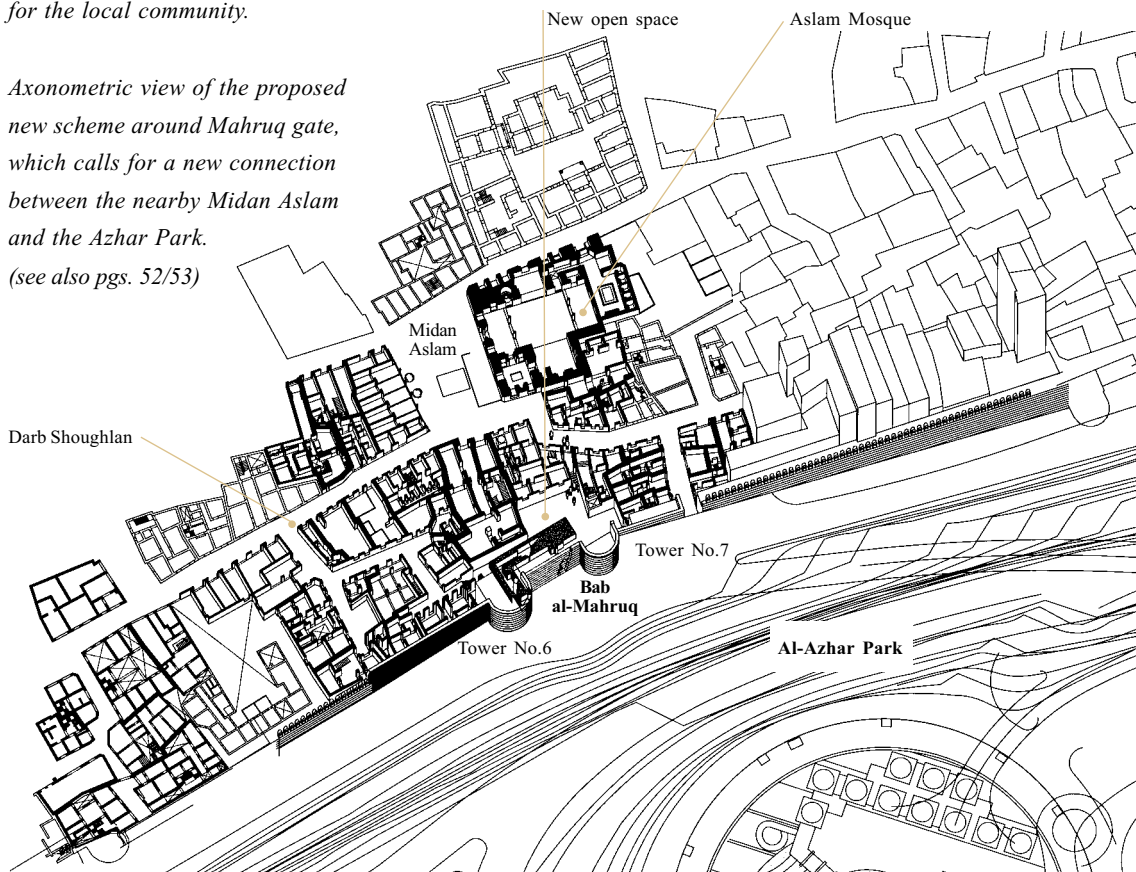 for the local community.
Axonometric view of the proposed
new scheme around Mahruq gate,
which calls for a new connection
between the nearby Midan Aslam
and the Azhar Park.
(see also pgs. 52/53)
New open space
Aslam Mosque
Midan
Aslam
Darb Shoughlan
Tower No.7
Bab
al-Mahruq
Tower No.6
Al-Azhar Park